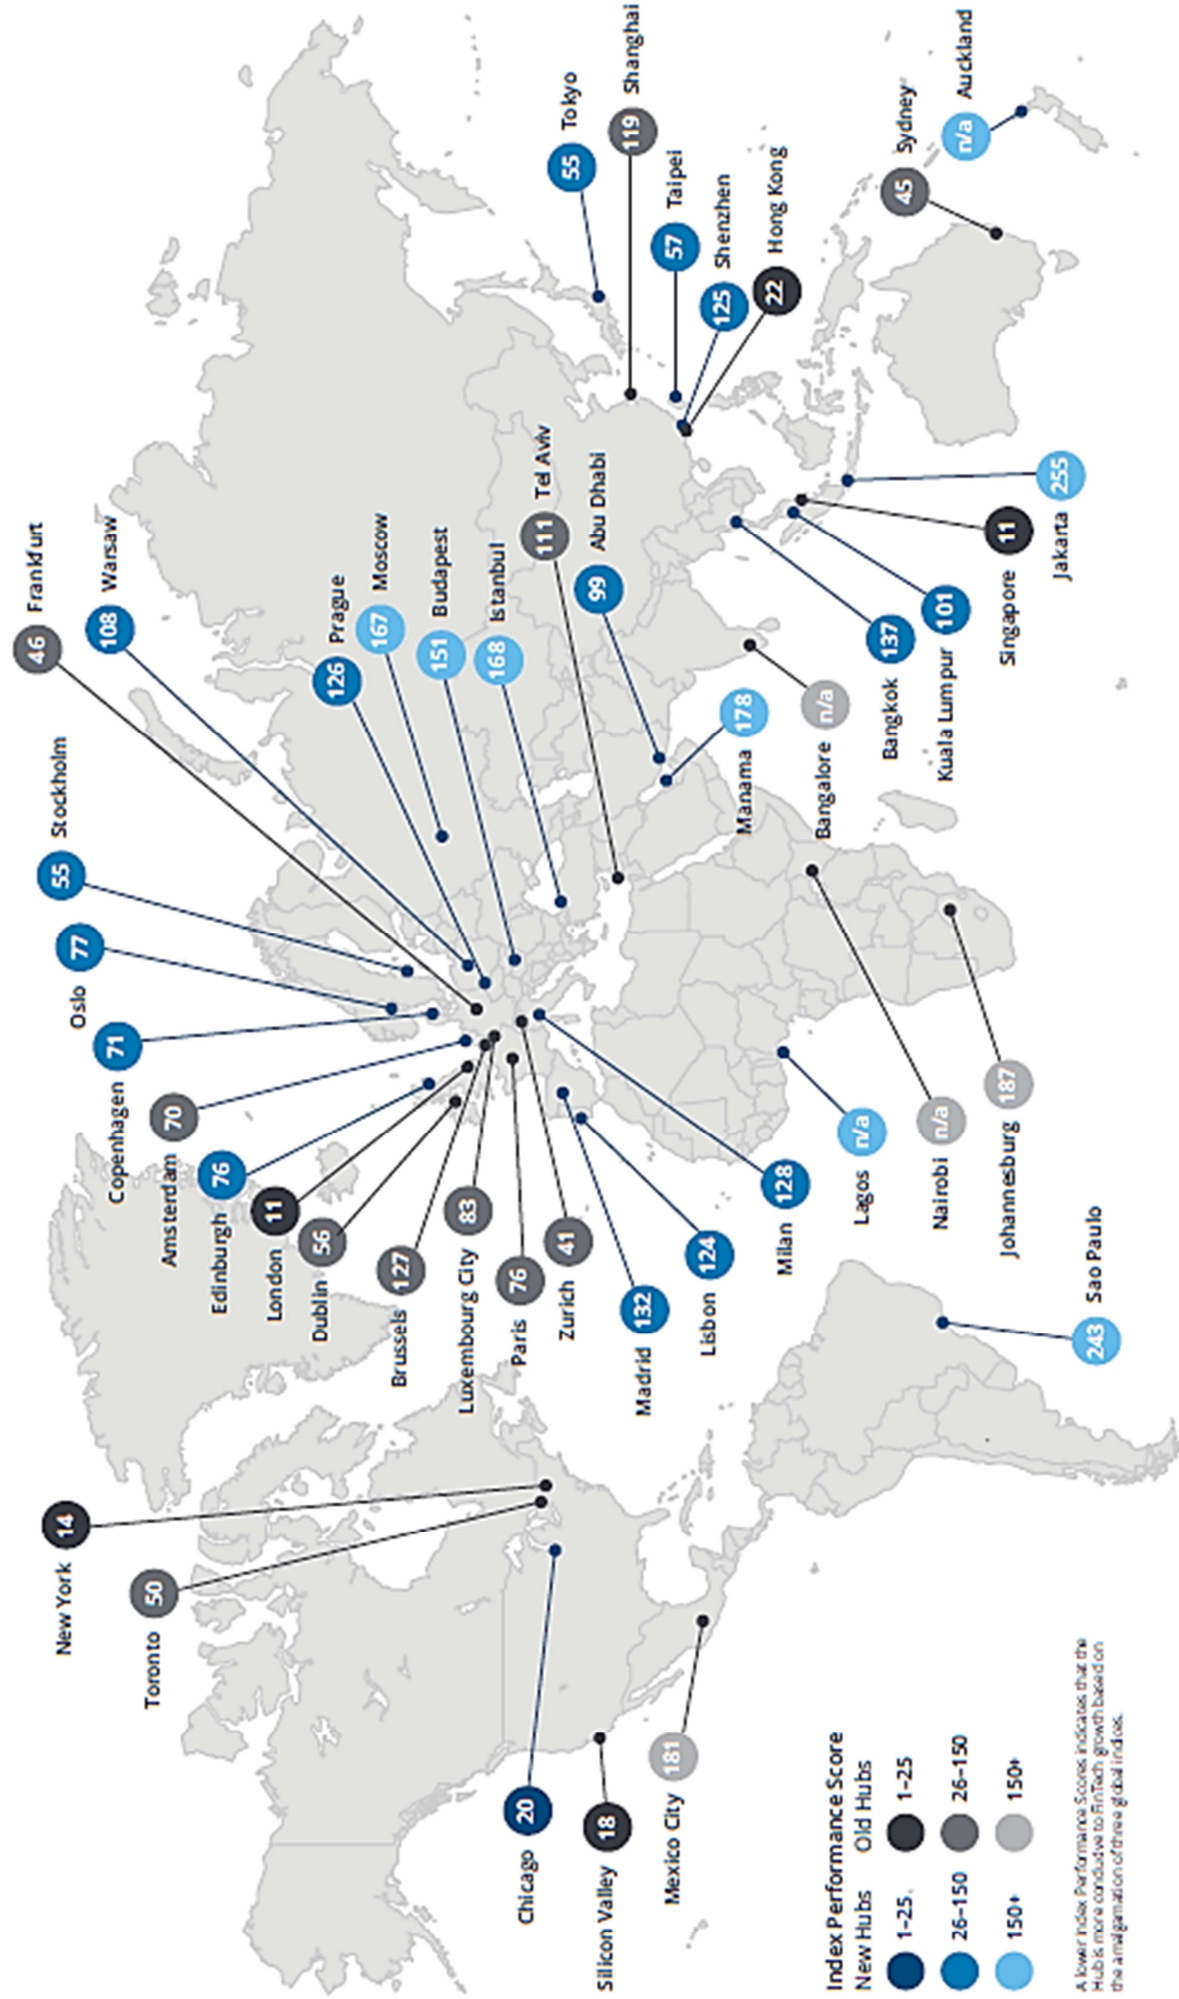 New York
14
Toronto
50
Chicago
20
Silicon Valley
18
Mexico City
181
Copenhagen
71
Oslo
77
Stockholm
55
Frankfurt
46
Warsaw
108
Amsterdam
70
Edinburgh
76
London
11
Dublin
56
Brussels
127
Luxembourg City
83
Paris
76
Zurich
41
Madrid
132
Lisbon
124
Milan
128
Prague
126
Moscow
167
Budapest
151
Istanbul
168
Tel Aviv
111
Abu Dhabi
99
Manama
178
Bangalore
n/a
Lagos
n/a
Nairobi
n/a
Johannesburg
187
Sao Paulo
243
Tokyo
55
Shanghai
119
Taipei
57
Shenzhen
125
Hong Kong
22
Bangkok
137
Kuala Lumpur
101
Singapore
11
Jakarta
255
Sydney
45
Auckland
n/a
Index Performance Score
New Hubs Old Hubs
1-25 1-25
26-150 26-150
150+ 150+
A lower Index Performance Scores indicates that the
Hub is more conducive to FinTech growth based on
the amalgamation of three global indices.